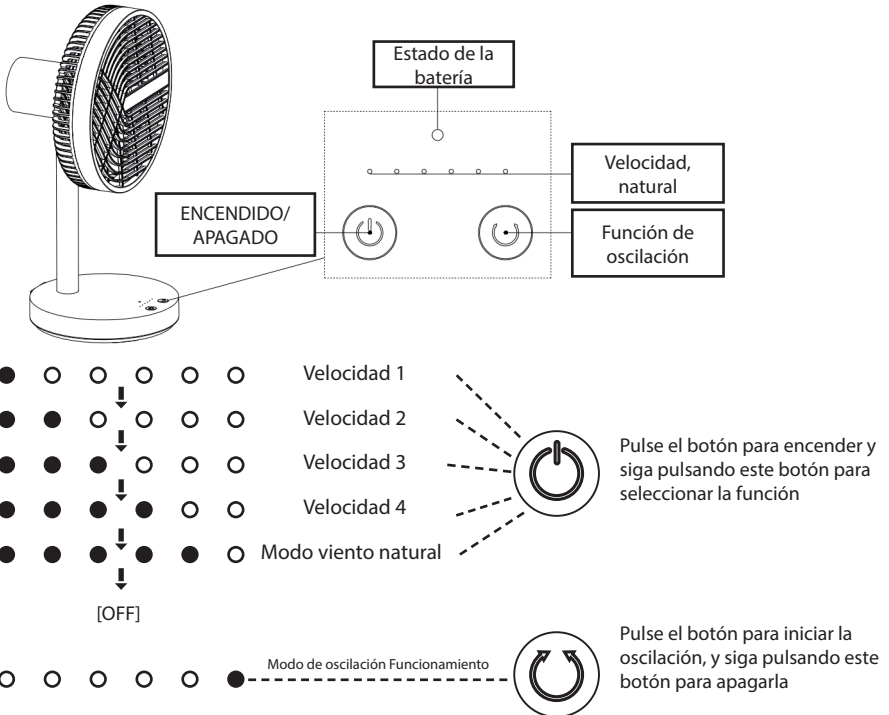 Estado de la
batería
Velocidad,
natural
ENCENDIDO/
APAGADO
Función de
oscilación
Velocidad 1
Velocidad 2
Velocidad 3
Velocidad 4
Modo viento natural
[OFF]
Pulse el botón para encender y
siga pulsando este botón para
seleccionar la función
Modo de oscilación Funcionamiento
Pulse el botón para iniciar la
oscilación, y siga pulsando este
botón para apagarla